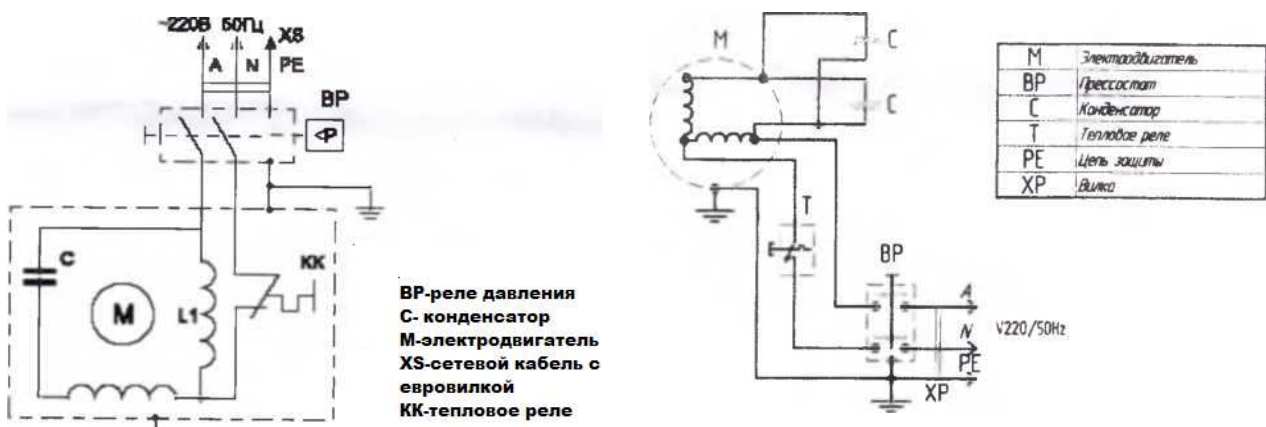 ~220В 50Гц
XS
A N PE
BP
P
C
KK
M
L1
BP-реле давления
С- конденсатор
М-электродвигатель
XS-сетевой кабель с
евровилкой
КК-тепловое реле
M
C
C
T
BP
A
N
PE
XP
V220/50Hz
M Электродвигатель
BP Прессостат
C Конденсатор
T Тепловое реле
PE Цепь защиты
XP Вилка